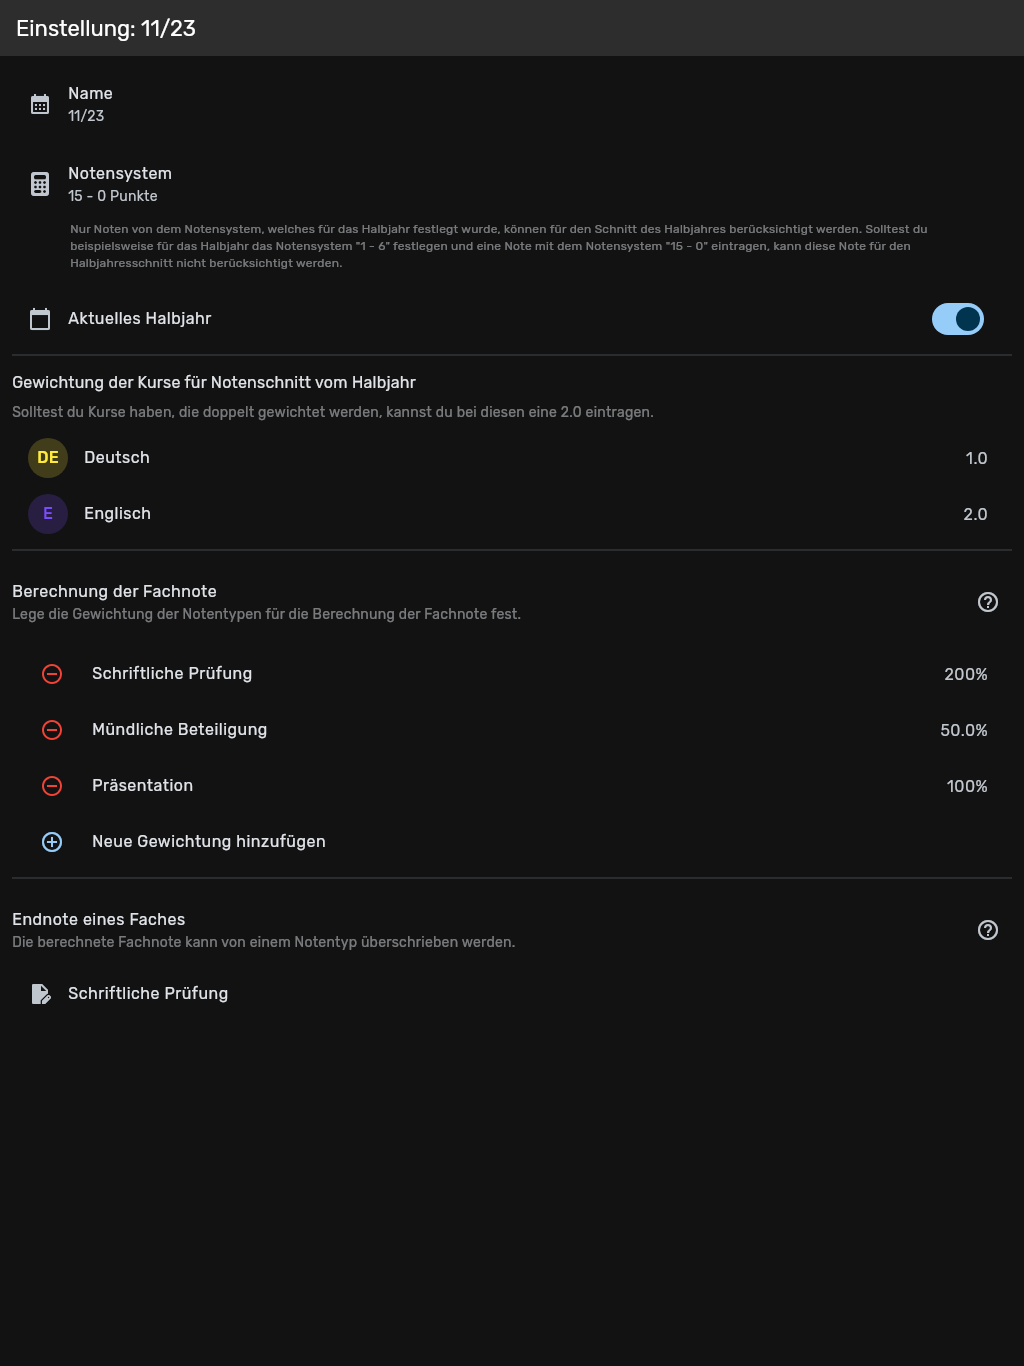 Einstellung: 11/23
Name
11/23
Notensystem
15 - 0 Punkte
Nur Noten von dem Notensystem, welches für das Halbjahr festlegt wurde, können für den Schnitt des Halbjahres berücksichtigt werden. Solltest du
beispielsweise für das Halbjahr das Notensystem "1 - 6" festlegen und eine Note mit dem Notensystem "15 - 0" eintragen, kann diese Note für den
Halbjahresschnitt nicht berücksichtigt werden.
Aktuelles Halbjahr
Gewichtung der Kurse für Notenschnitt vom Halbjahr
Solltest du Kurse haben, die doppelt gewichtet werden, kannst du bei diesen eine 2.0 eintragen.
DE Deutsch 1.0
E Englisch 2.0
Berechnung der Fachnote
Lege die Gewichtung der Notentypen für die Berechnung der Fachnote fest.
Schriftliche Prüfung 200%
Mündliche Beteiligung 50.0%
Präsentation 100%
Neue Gewichtung hinzufügen
Endnote eines Faches
Die berechnete Fachnote kann von einem Notentyp überschrieben werden.
Schriftliche Prüfung